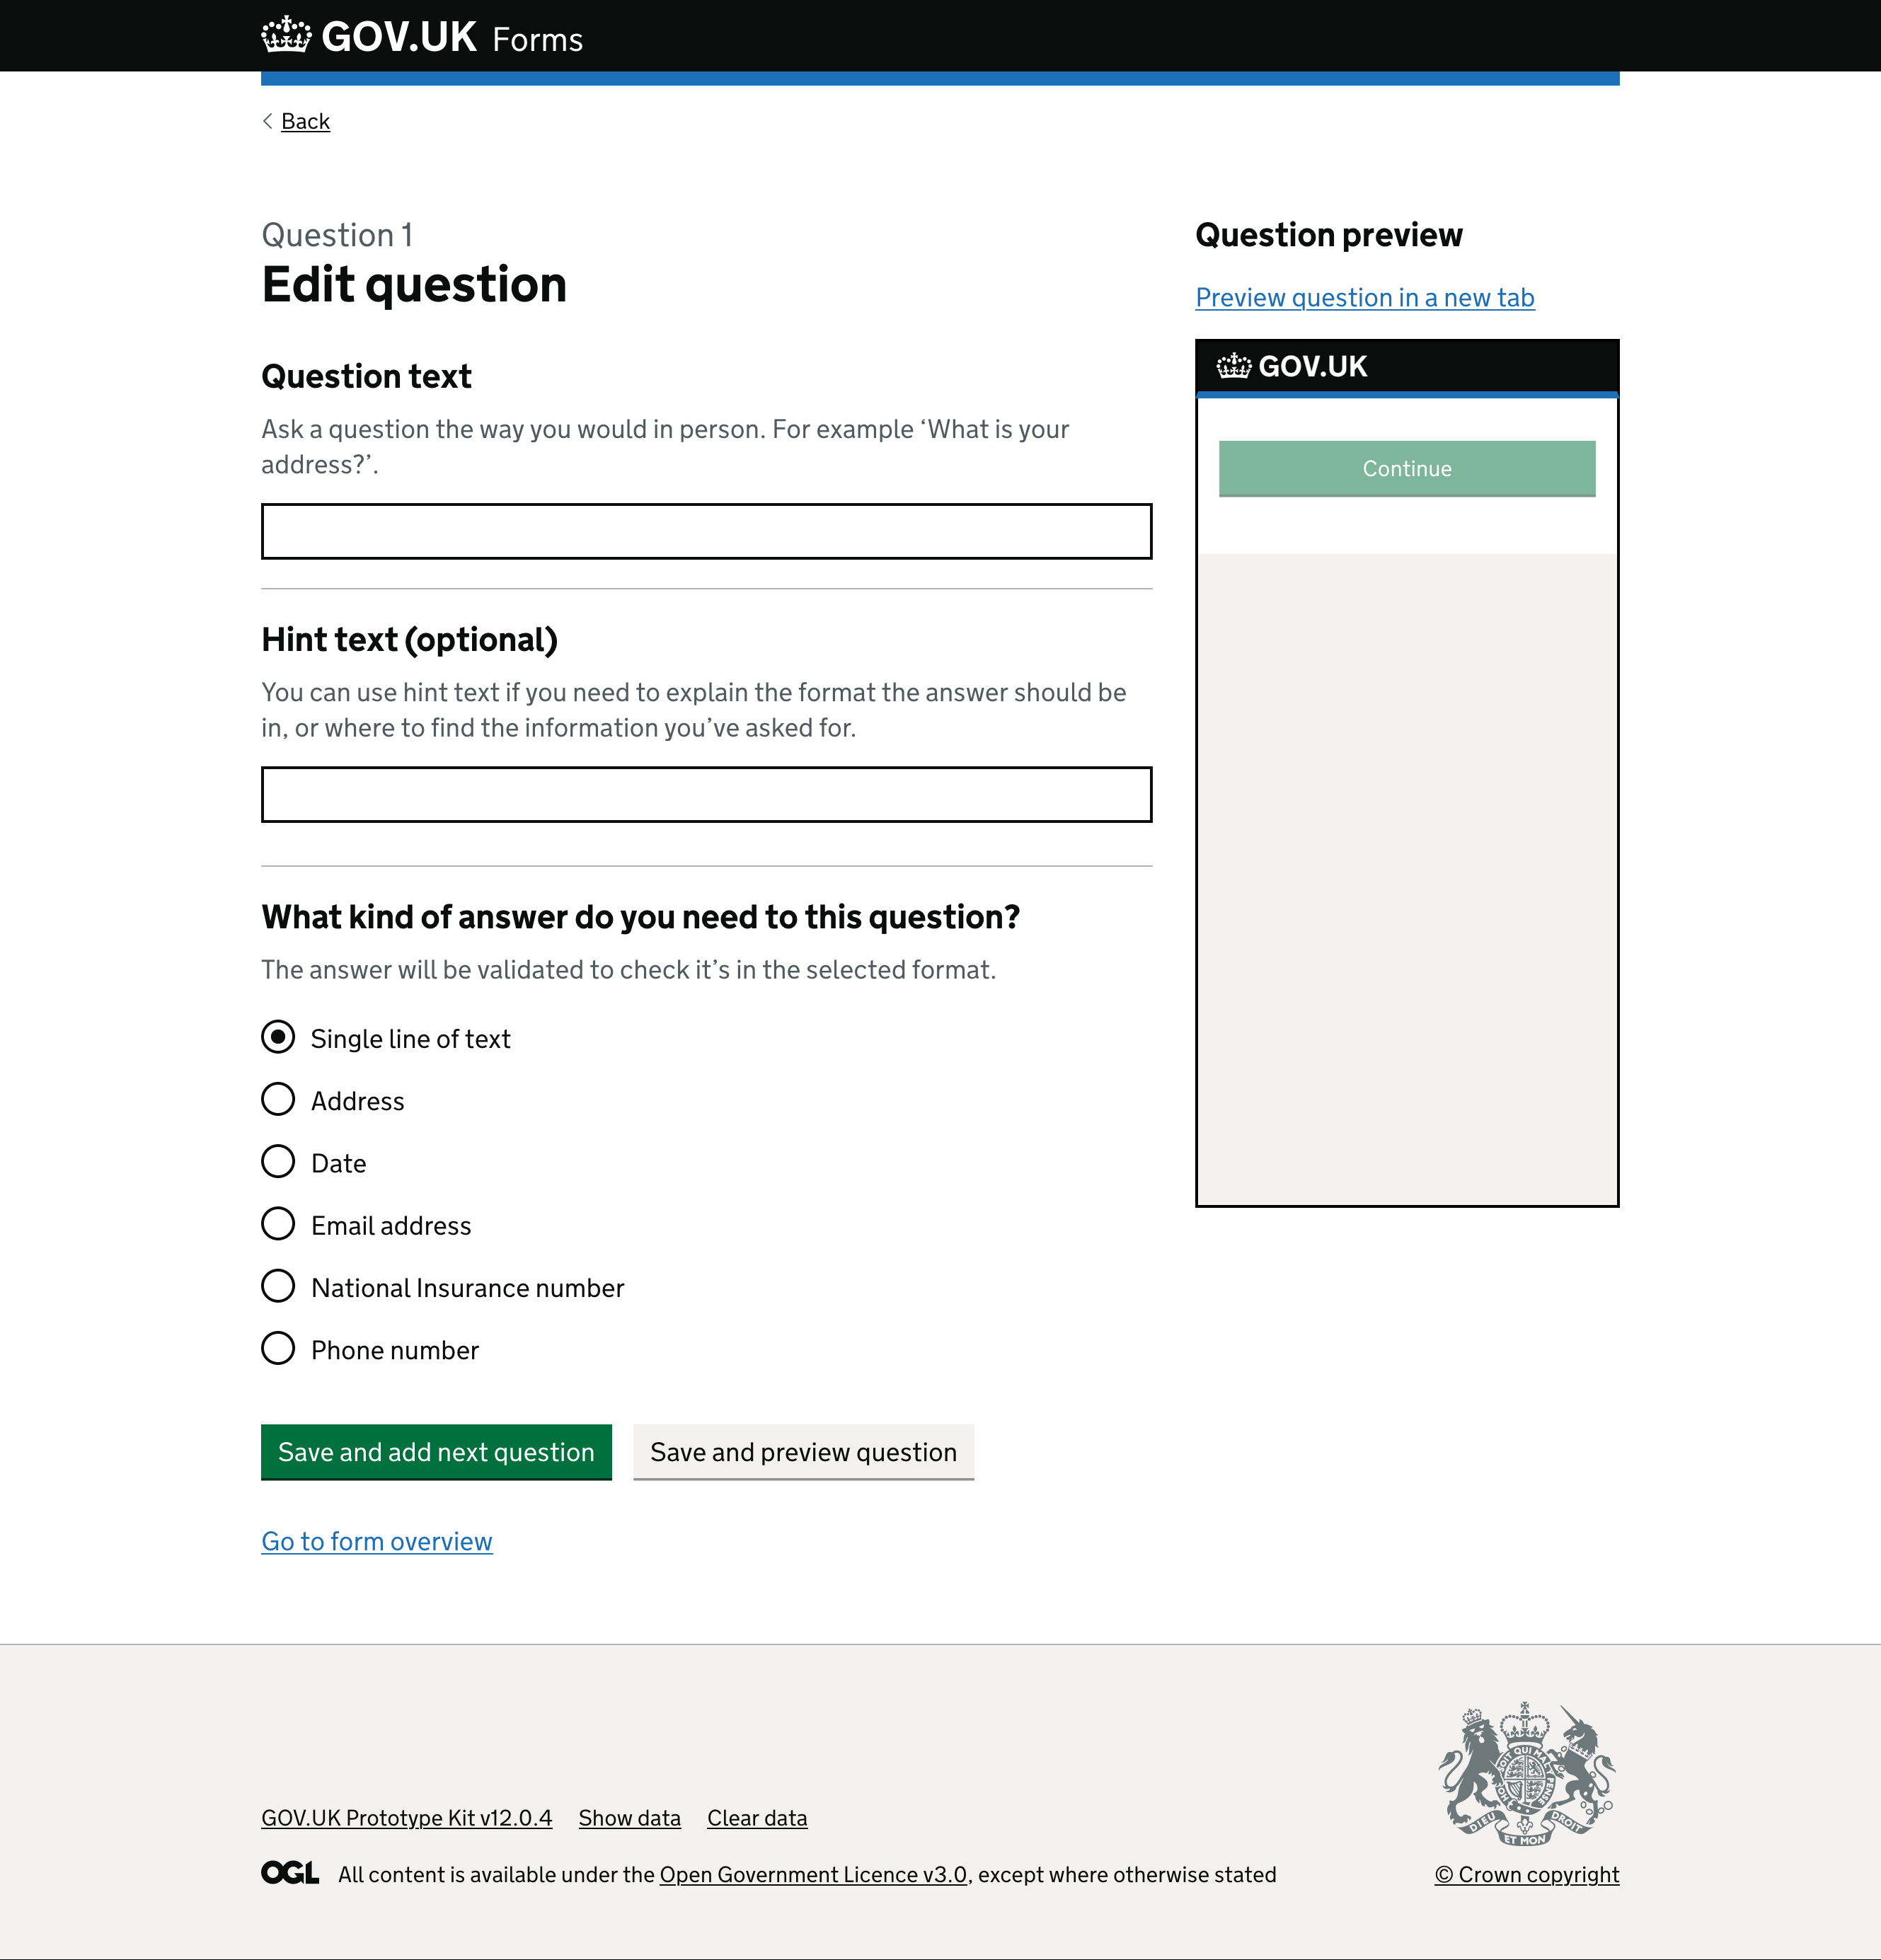 GOV.UK Forms
Back
Question 1
Edit question
Question text
Ask a question the way you would in person. For example ‘What is your
address?’.
Hint text (optional)
You can use hint text if you need to explain the format the answer should be
in, or where to find the information you’ve asked for.
What kind of answer do you need to this question?
The answer will be validated to check it’s in the selected format.
Single line of text
Address
Date
Email address
National Insurance number
Phone number
Save and add next question
Save and preview question
Go to form overview
Question preview
Preview question in a new tab
GOV.UK
Continue
GOV.UK Prototype Kit v12.0.4 Show data Clear data
OGL All content is available under the Open Government Licence v3.0, except where otherwise stated
DIEU ET MON DROIT
© Crown copyright